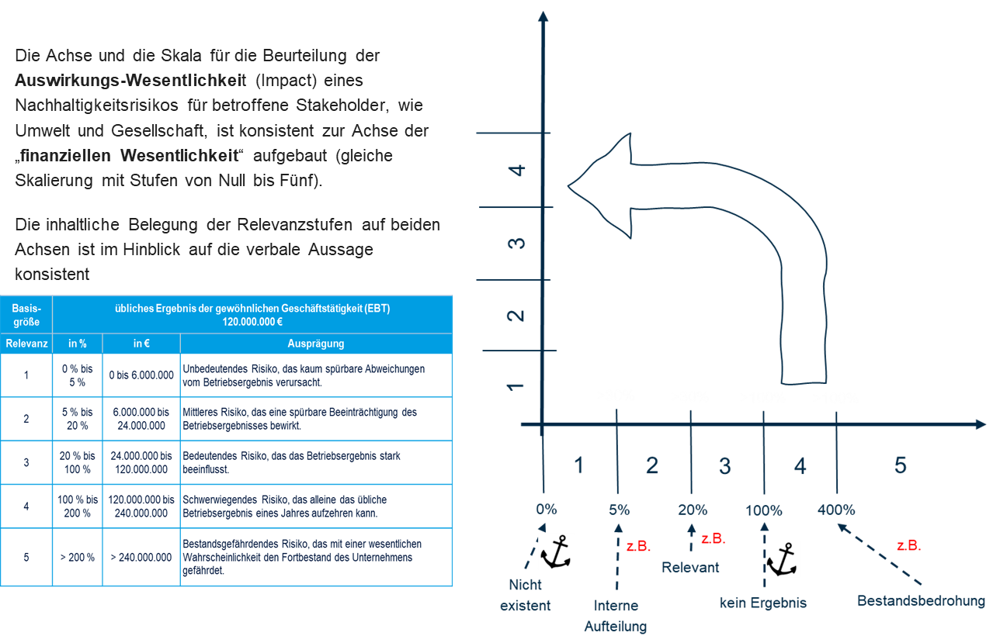 Die Achse und die Skala für die Beurteilung der
Auswirkungs-Wesentlichkeit (Impact) eines
Nachhaltigkeitsrisikos für betroffene Stakeholder, wie
Umwelt und Gesellschaft, ist konsistent zur Achse der
„finanziellen Wesentlichkeit“ aufgebaut (gleiche
Skalierung mit Stufen von Null bis Fünf).
Die inhaltliche Belegung der Relevanzstufen auf beiden
Achsen ist im Hinblick auf die verbale Aussage
konsistent
Basis-
größe
übliches Ergebnis der gewöhnlichen Geschäftstätigkeit (EBT)
120.000.000 €
Relevanz in % in € Ausprägung
1
0 % bis
5 %
0 bis 6.000.000
Unbedeutendes Risiko, das kaum spürbare Abweichungen
vom Betriebsergebnis verursacht.
2
5 % bis
20 %
6.000.000 bis
24.000.000
Mittleres Risiko, das eine spürbare Beeinträchtigung des
Betriebsergebnisses bewirkt.
3
20 % bis
100 %
24.000.000 bis
120.000.000
Bedeutendes Risiko, das das Betriebsergebnis stark
beeinflusst.
4
100 % bis
200 %
120.000.000 bis
240.000.000
Schwerwiegendes Risiko, das alleine das übliche
Betriebsergebnis eines Jahres aufzehren kann.
5
> 200 %
> 240.000.000
Bestandsgefährdendes Risiko, das mit einer wesentlichen
Wahrscheinlichkeit den Fortbestand des Unternehmens
gefährdet.
4
3
2
1
1 2 3 4 5
0% 5% 20% 100% 400%
z.B. z.B. z.B.
Nicht
existent
Interne
Aufteilung
Relevant
kein Ergebnis
Bestandsbedrohung